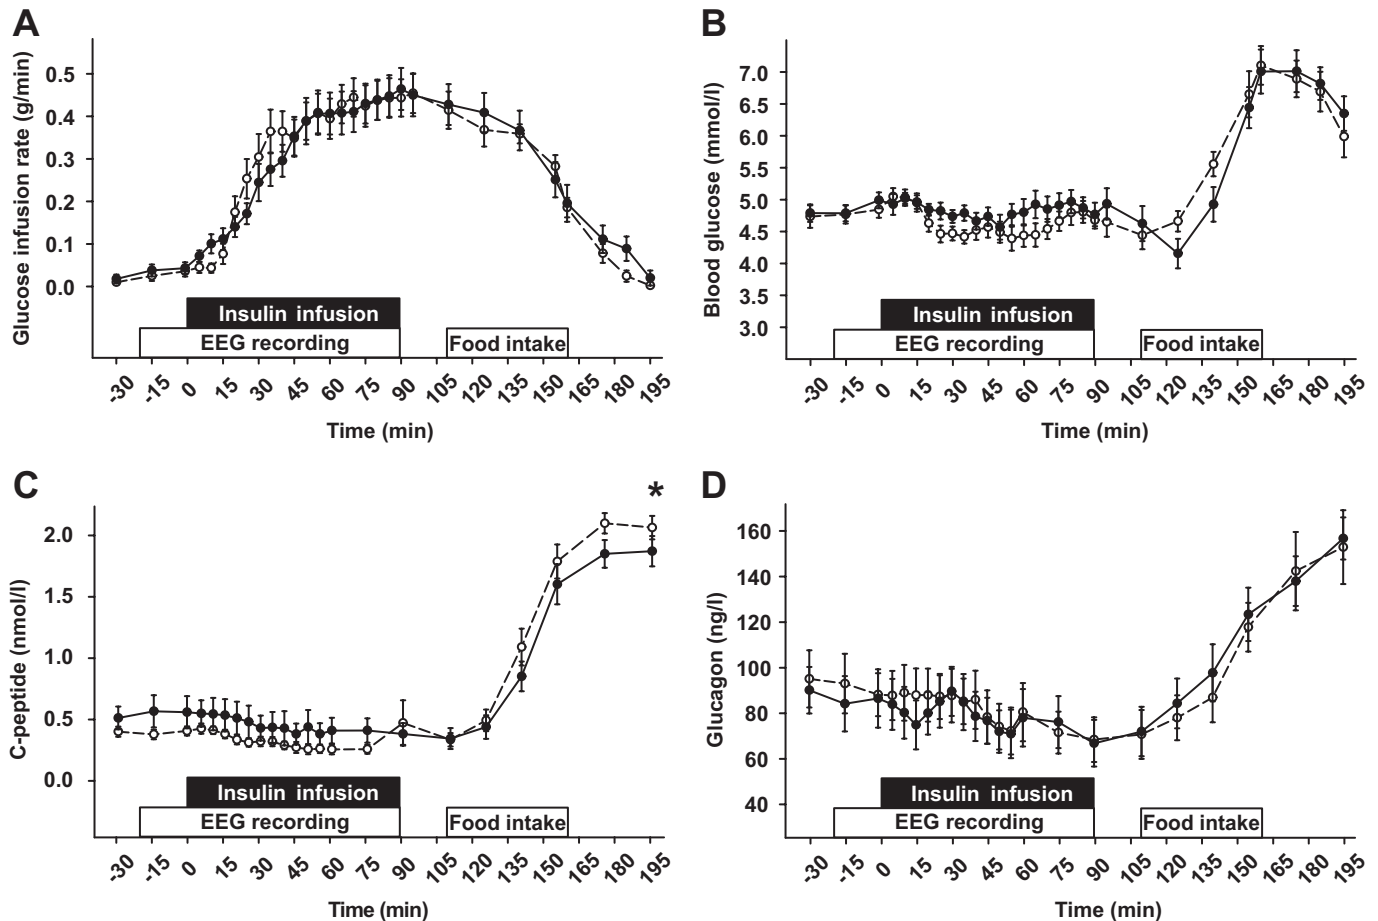 A
Glucose infusion rate (g/min)
0.5
0.4
0.3
0.2
0.1
0.0
Insulin infusion
EEG recording
Food intake
-30 -15 0 15 30 45 60 75 90 105 120 135 150 165 180 195
Time (min)
B
Blood glucose (mmol/l)
7.0
6.5
6.0
5.5
5.0
4.5
4.0
3.5
3.0
Insulin infusion
EEG recording
Food intake
-30 -15 0 15 30 45 60 75 90 105 120 135 150 165 180 195
Time (min)
C
C-peptide (nmol/l)
*
2.0
1.5
1.0
0.5
0.0
Insulin infusion
EEG recording
Food intake
-30 -15 0 15 30 45 60 75 90 105 120 135 150 165 180 195
Time (min)
D
Glucagon (ng/l)
160
140
120
100
80
60
40
Insulin infusion
EEG recording
Food intake
-30 -15 0 15 30 45 60 75 90 105 120 135 150 165 180 195
Time (min)